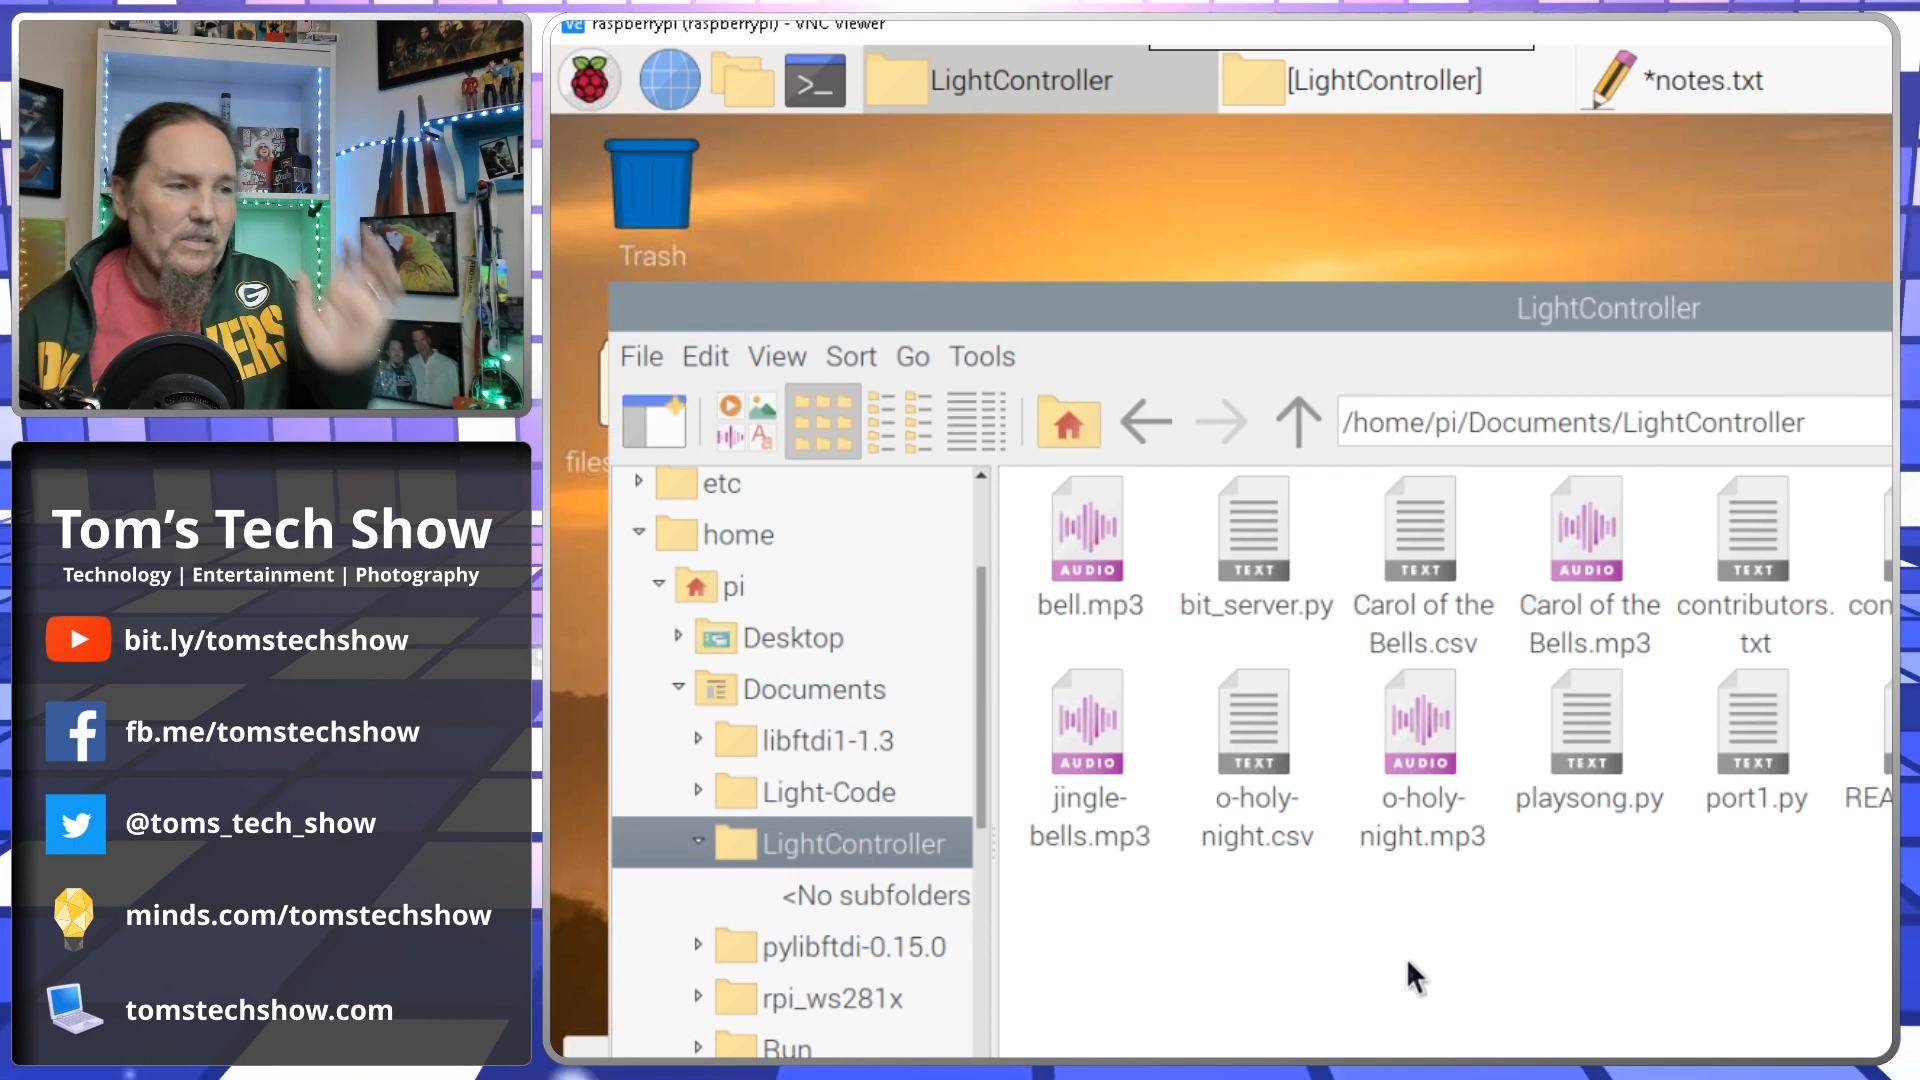 raspberrypi (raspberrypi) - VNC Viewer
LightController
[LightController]
*notes.txt
Trash
LightController
File Edit View Sort Go Tools
/home/pi/Documents/LightController
files
etc
home
pi
Desktop
Documents
libftdi1-1.3
Light-Code
LightController
<No subfolders
pylibftdi-0.15.0
rpi_ws281x
Run
AUDIO
bell.mp3
TEXT
bit_server.py
TEXT
Carol of the
Bells.csv
AUDIO
Carol of the
Bells.mp3
TEXT
contributors.
txt
con
AUDIO
jingle-
bells.mp3
TEXT
o-holy-
night.csv
AUDIO
o-holy-
night.mp3
TEXT
playsong.py
TEXT
port1.py
REA
Tom's Tech Show
Technology | Entertainment | Photography
bit.ly/tomstechshow
fb.me/tomstechshow
@toms_tech_show
minds.com/tomstechshow
tomstechshow.com